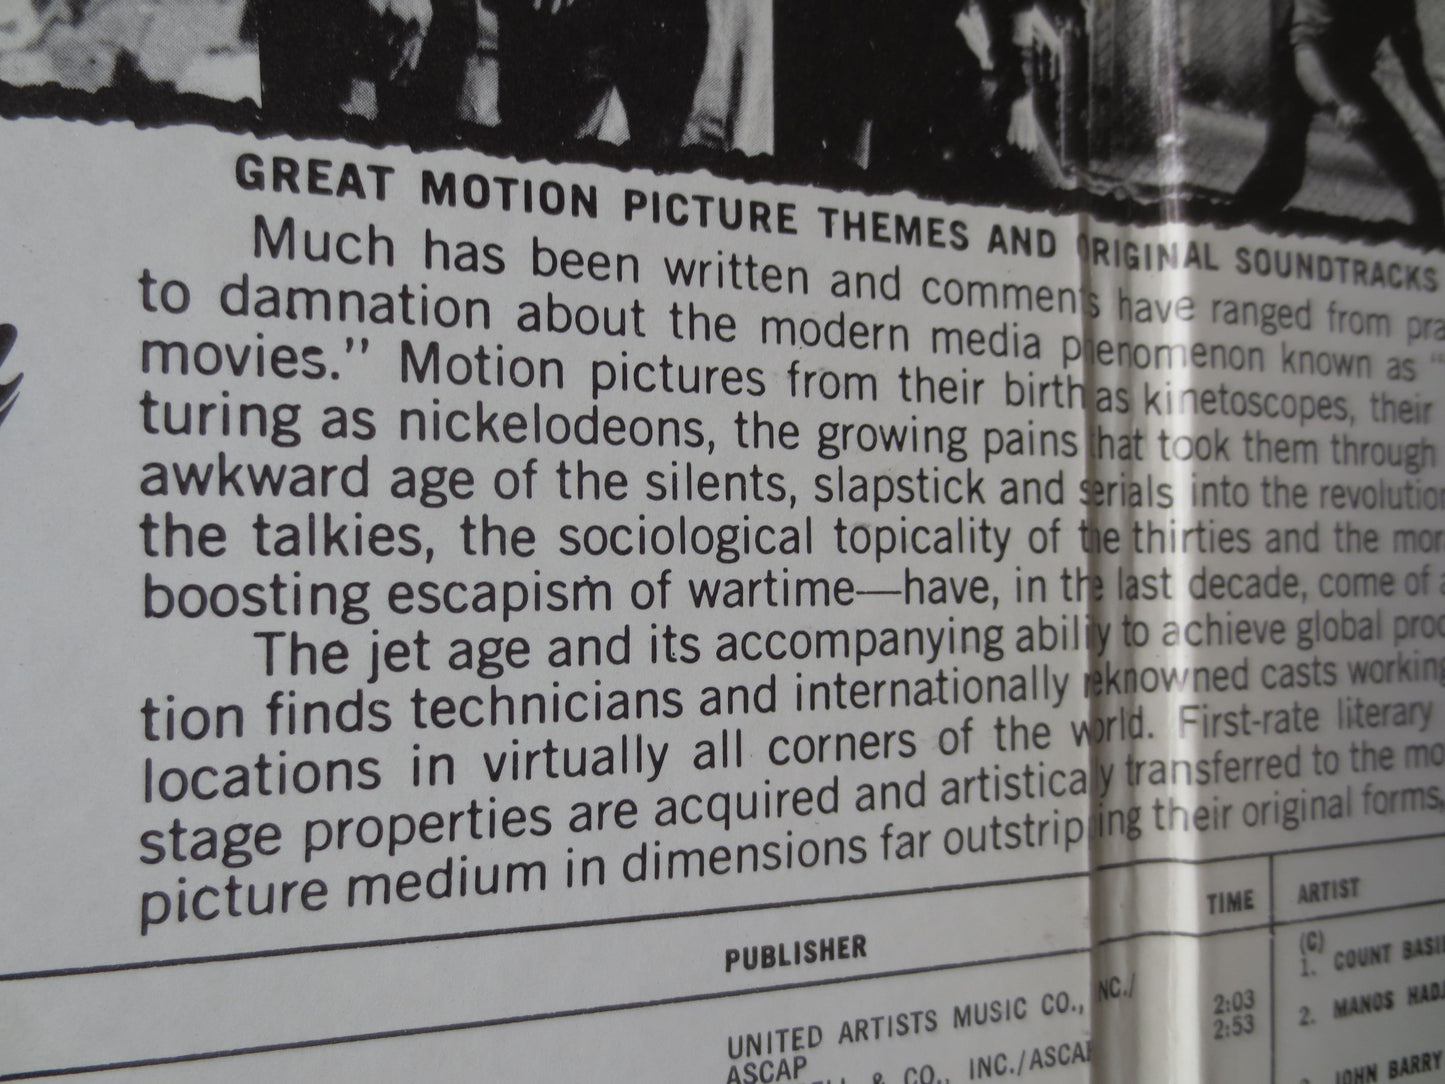 GREAT MOTION PICTURE THEMES AND ORIGINAL SOUNDTRACKS
Much has been written and comments have ranged from
to damnation about the modern media phenomenon known as "
movies." Motion pictures from their birth as kinetoscopes, their
turing as nickelodeons, the growing pains that took them through
awkward age of the silents, slapstick and serials into the
the talkies, the sociological topicality of the thirties and the
boosting escapism of wartime—have, in the last decade, come of
The jet age and its accompanying ability to achieve global
tion finds technicians and internationally reknowned casts working
locations in virtually all corners of the world. First-rate literary
stage properties are acquired and artistically transferred to the
picture medium in dimensions far outstripping their original forms,
PUBLISHER TIME ARTIST
UNITED ARTISTS MUSIC CO., INC./
ASCAP
& CO., INC./ASCAP
2:03
2:53
(C)
1. COUNT
2. MANOS
JOHN BARRY